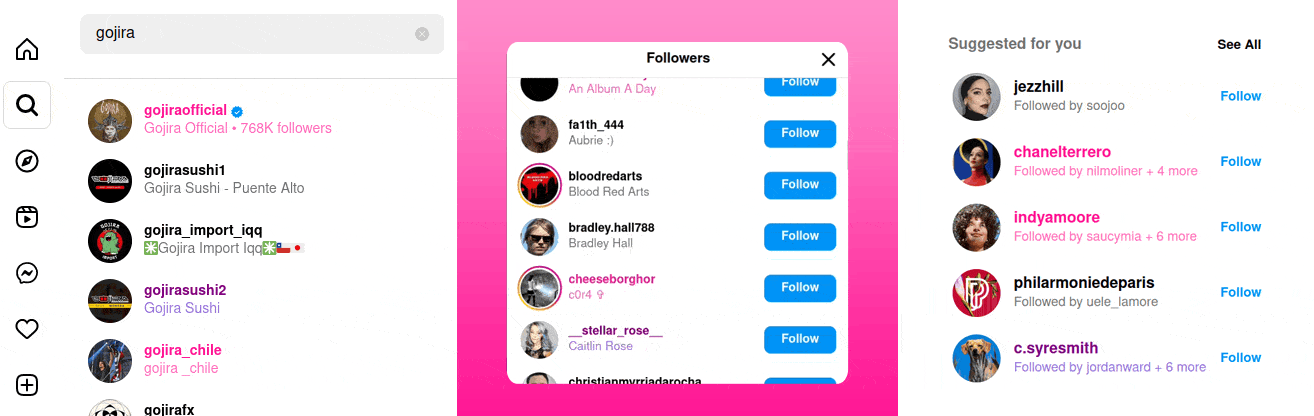 gojira
gojiraofficial
Gojira Official • 768K followers
gojirasushi1
Gojira Sushi - Puente Alto
gojira_import_iqq
✳️Gojira Import Iqq✳️🇨🇱🇯🇵
gojirasushi2
Gojira Sushi
gojira_chile
gojira _chile
gojirafx
Followers
An Album A Day
Follow
fa1th_444
Aubrie :)
Follow
bloodredarts
Blood Red Arts
Follow
bradley.hall788
Bradley Hall
Follow
cheeseborghor
c0r4 ✞
Follow
__stellar_rose__
Caitlin Rose
Follow
christianmyrriadarocha
Suggested for you
See All
jezzhill
Followed by soojoo
Follow
chanelterrero
Followed by nilmoliner + 4 more
Follow
indyamoore
Followed by saucymia + 6 more
Follow
philarmoniedeparis
Followed by uele_lamore
Follow
c.syresmith
Followed by jordanward + 6 more
Follow